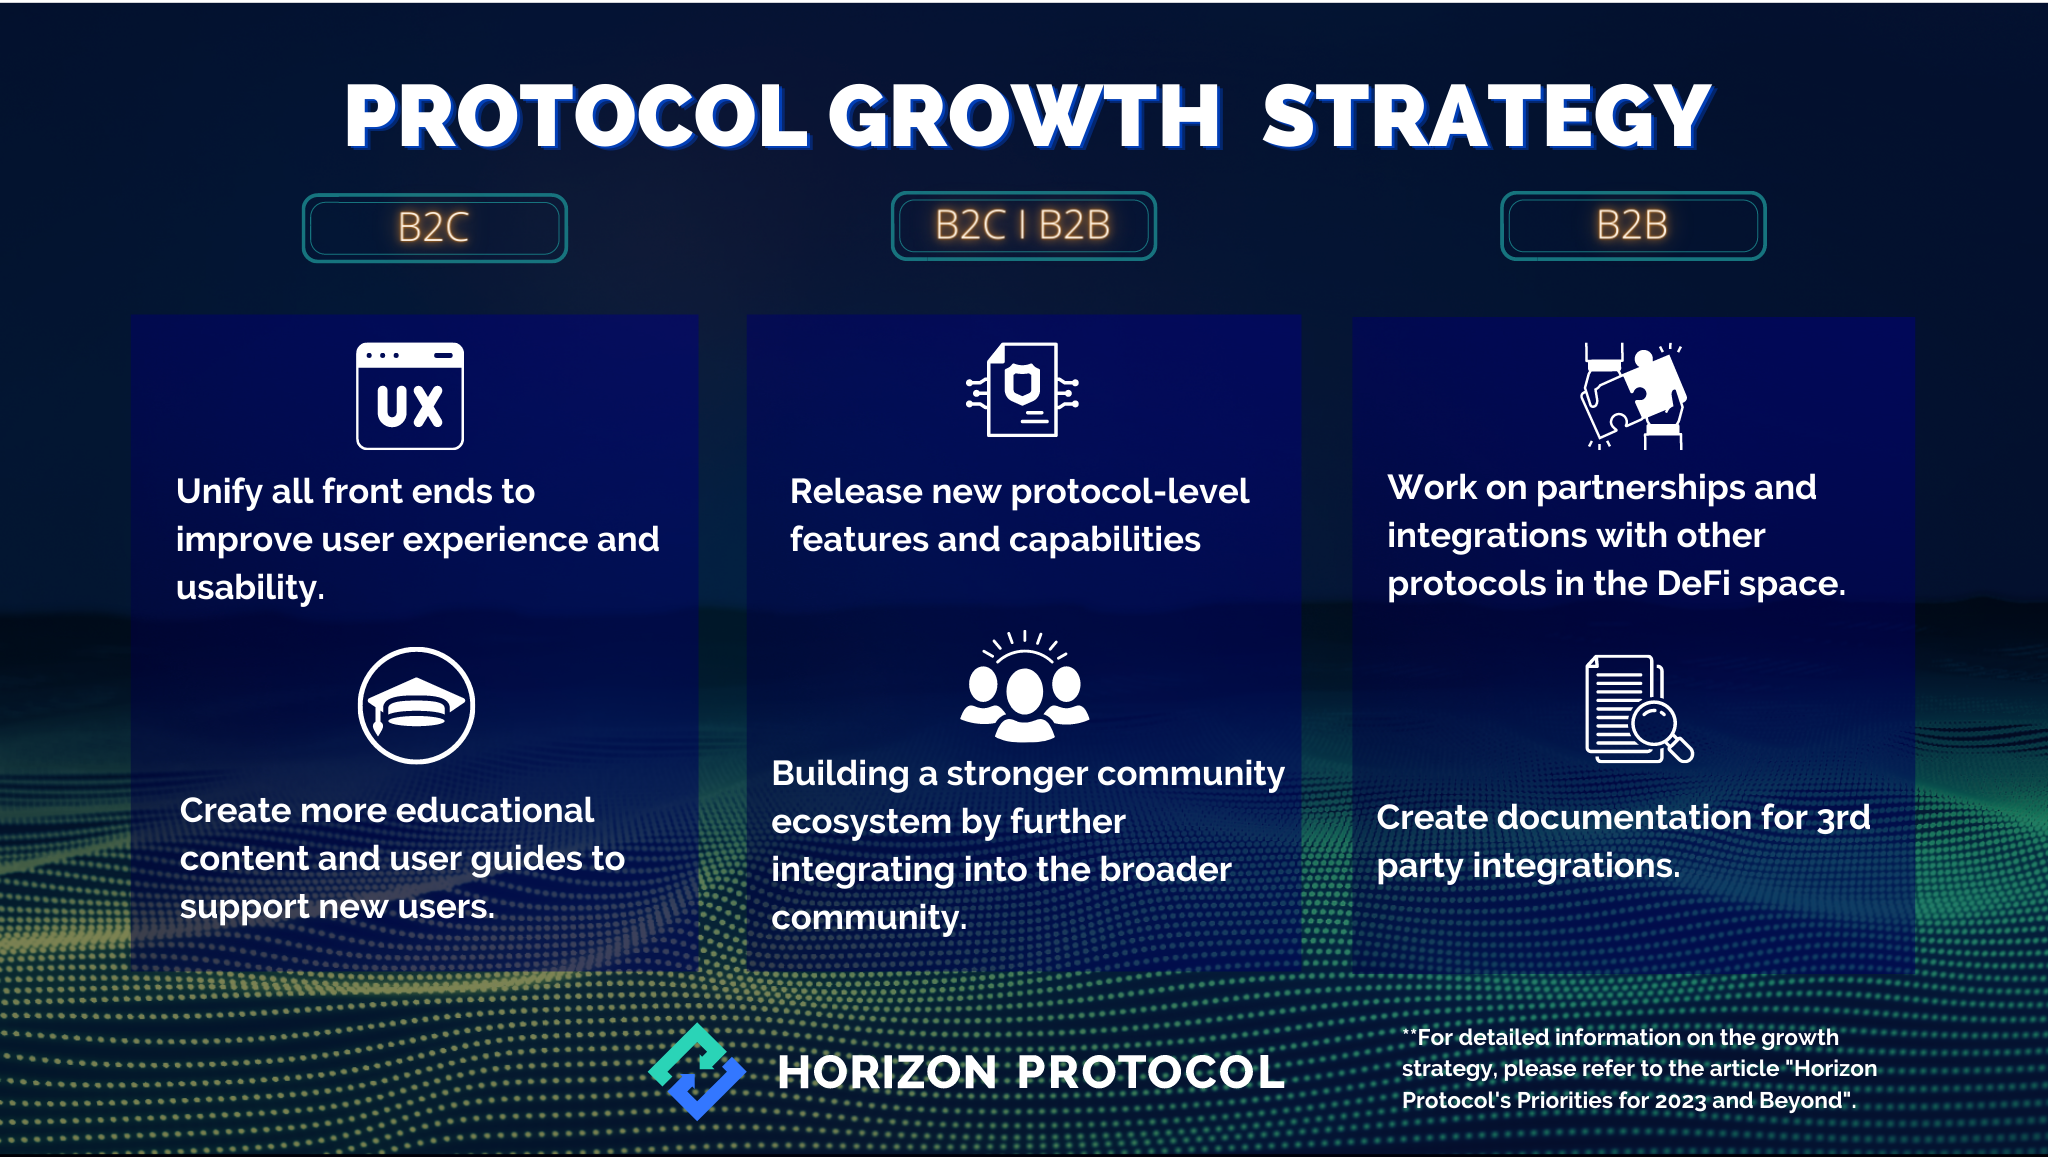 PROTOCOL GROWTH STRATEGY
B2C
B2C | B2B
B2B
UX
Unify all front ends to
improve user experience and
usability.
Create more educational
content and user guides to
support new users.
Release new protocol-level
features and capabilities
Building a stronger community
ecosystem by further
integrating into the broader
community.
Work on partnerships and
integrations with other
protocols in the DeFi space.
Create documentation for 3rd
party integrations.
HORIZON PROTOCOL
**For detailed information on the growth
strategy, please refer to the article "Horizon
Protocol's Priorities for 2023 and Beyond".